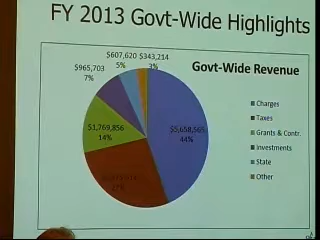 FY 2013 Govt-Wide Highlights
Govt-Wide Revenue
$607,620
5%
$343,214
3%
$965,703
7%
$1,769,856
14%
$5,658,565
44%
27%
Charges
Taxes
Grants & Contr.
Investments
State
Other